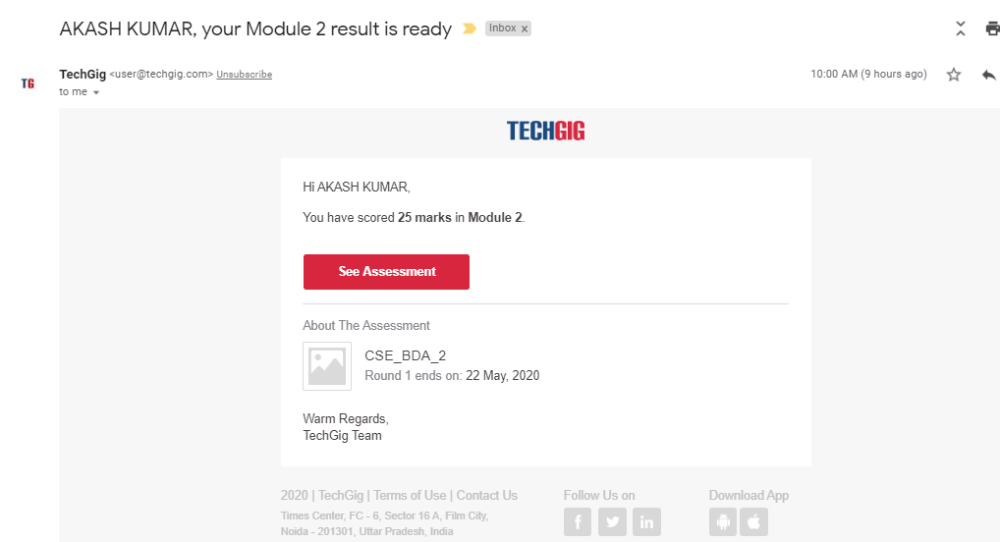 AKASH KUMAR, your Module 2 result is ready
Inbox x
TG
TechGig <user@techgig.com> Unsubscribe
10:00 AM (9 hours ago)
to me
TECHGIG
Hi AKASH KUMAR,
You have scored 25 marks in Module 2.
See Assessment
About The Assessment
CSE_BDA_2
Round 1 ends on: 22 May, 2020
Warm Regards,
TechGig Team
2020 | TechGig | Terms of Use | Contact Us
Times Center, FC - 6, Sector 16 A, Film City,
Noida - 201301, Uttar Pradesh, India
Follow Us on
f in
Download App